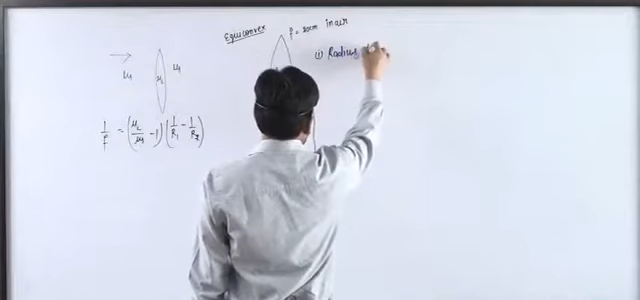 Equiconvex
f = 20cm in air
(i) Radius
μ₁ μ₂ μ₁
1/f = (μ₂/μ₁ - 1)(1/R₁ - 1/R₂)